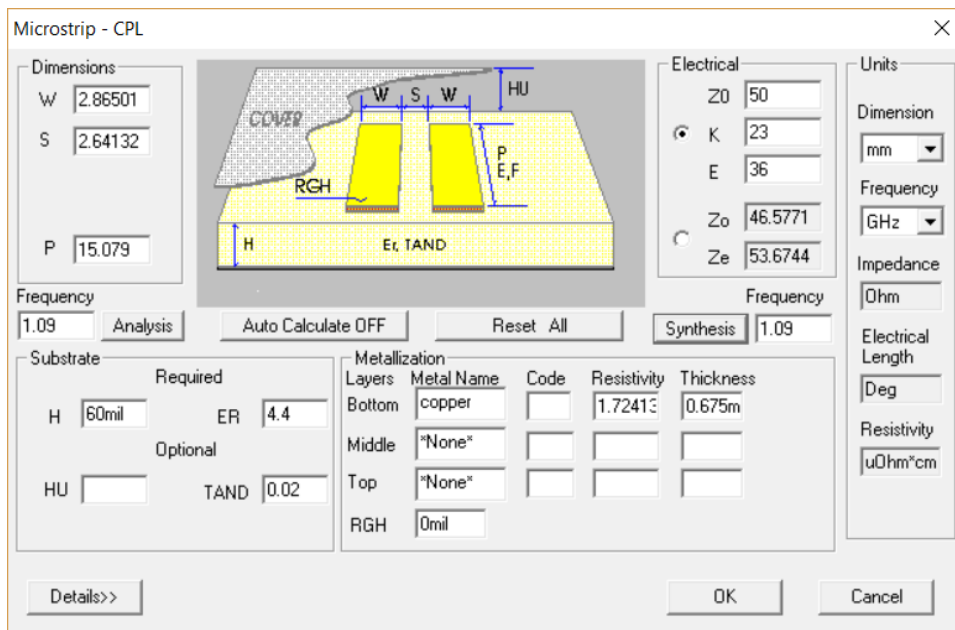 Microstrip - CPL
Dimensions
W 2.86501
S 2.64132
P 15.079
Frequency
1.09 Analysis
COVER
W S W
HU
P
E,F
RGH
H Er, TAND
Electrical
Z0 50
K 23
E 36
Zo 46.5771
Ze 53.6744
Frequency
Synthesis 1.09
Auto Calculate OFF Reset All
Units
Dimension
mm
Frequency
GHz
Impedance
Ohm
Electrical
Length
Deg
Resistivity
uOhm*cm
Substrate
Required
H 60mil ER 4.4
Optional
HU TAND 0.02
Metallization
Layers Metal Name Code Resistivity Thickness
Bottom copper 1.72413 0.675m
Middle *None*
Top *None*
RGH 0mil
Details>> OK Cancel